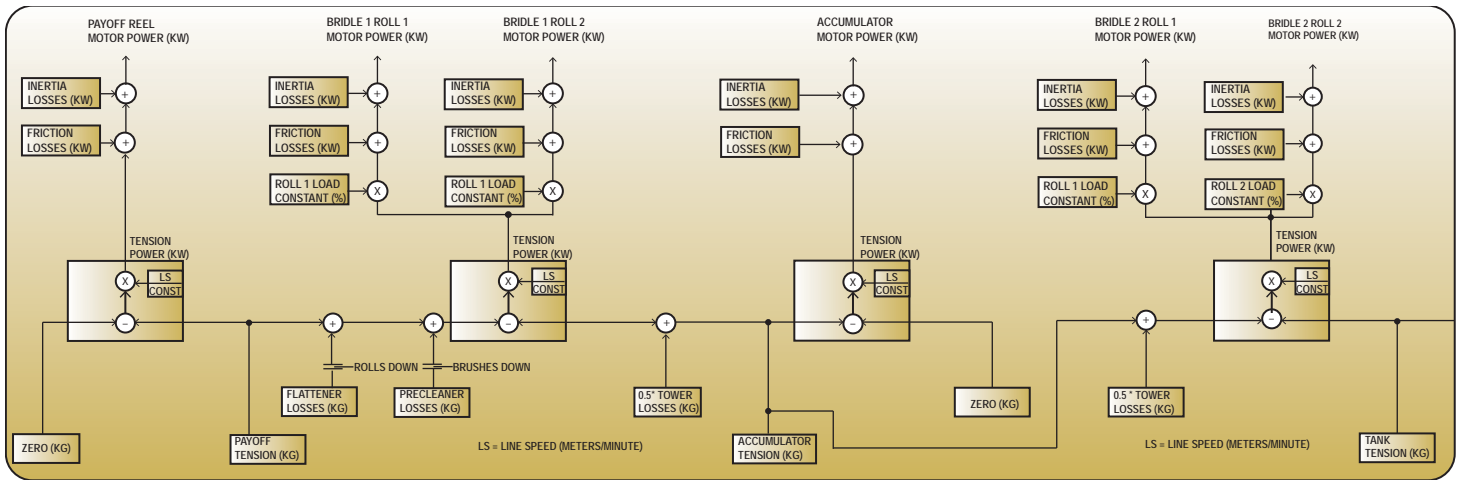 PAYOFF REEL
MOTOR POWER (KW)
BRIDLE 1 ROLL 1
MOTOR POWER (KW)
BRIDLE 1 ROLL 2
MOTOR POWER (KW)
ACCUMULATOR
MOTOR POWER (KW)
BRIDLE 2 ROLL 1
MOTOR POWER (KW)
BRIDLE 2 ROLL 2
MOTOR POWER (KW)
INERTIA
LOSSES (KW)
+
INERTIA
LOSSES (KW)
+
INERTIA
LOSSES (KW)
+
INERTIA
LOSSES (KW)
+
INERTIA
LOSSES (KW)
+
INERTIA
LOSSES (KW)
+
FRICTION
LOSSES (KW)
+
FRICTION
LOSSES (KW)
+
FRICTION
LOSSES (KW)
+
FRICTION
LOSSES (KW)
+
FRICTION
LOSSES (KW)
+
FRICTION
LOSSES (KW)
+
ROLL 1 LOAD
CONSTANT (%)
X
ROLL 1 LOAD
CONSTANT (%)
X
ROLL 1 LOAD
CONSTANT (%)
X
ROLL 2 LOAD
CONSTANT (%)
X
TENSION
POWER (KW)
TENSION
POWER (KW)
TENSION
POWER (KW)
TENSION
POWER (KW)
X
LS
CONST
X
LS
CONST
X
LS
CONST
X
LS
CONST
-
+
+
-
+
-
+
-
ROLLS DOWN
BRUSHES DOWN
FLATTENER
LOSSES (KG)
PRECLEANER
LOSSES (KG)
0.5* TOWER
LOSSES (KG)
ZERO (KG)
0.5 * TOWER
LOSSES (KG)
ZERO (KG)
PAYOFF
TENSION (KG)
LS = LINE SPEED (METERS/MINUTE)
ACCUMULATOR
TENSION (KG)
LS = LINE SPEED (METERS/MINUTE)
TANK
TENSION (KG)